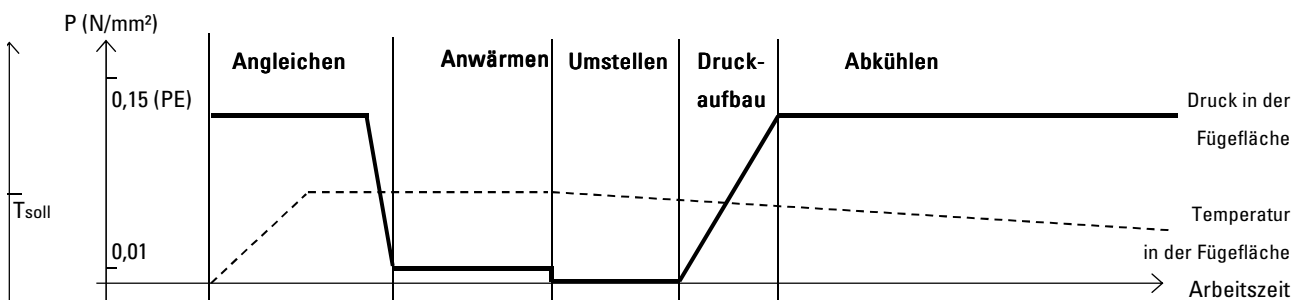 P (N/mm²)
Angleichen
Anwärmen
Umstellen
Druck-
aufbau
Abkühlen
0,15 (PE)
Druck in der
Fügefläche
Tsoll
0,01
Temperatur
in der Fügefläche
Arbeitszeit